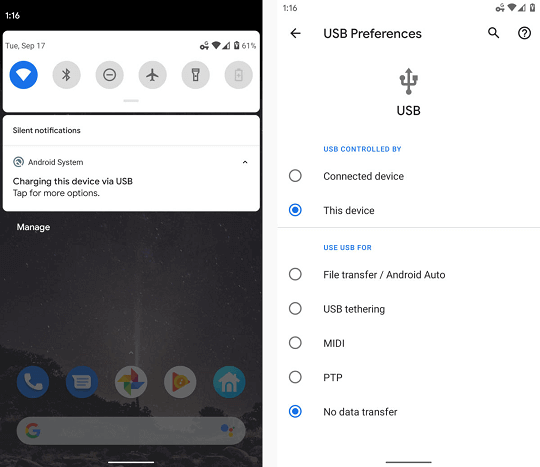 1:16
Tue, Sep 17
61%
Silent notifications
Android System
Charging this device via USB
Tap for more options.
Manage
1:16
USB Preferences
USB
USB CONTROLLED BY
Connected device
This device
USE USB FOR
File transfer / Android Auto
USB tethering
MIDI
PTP
No data transfer